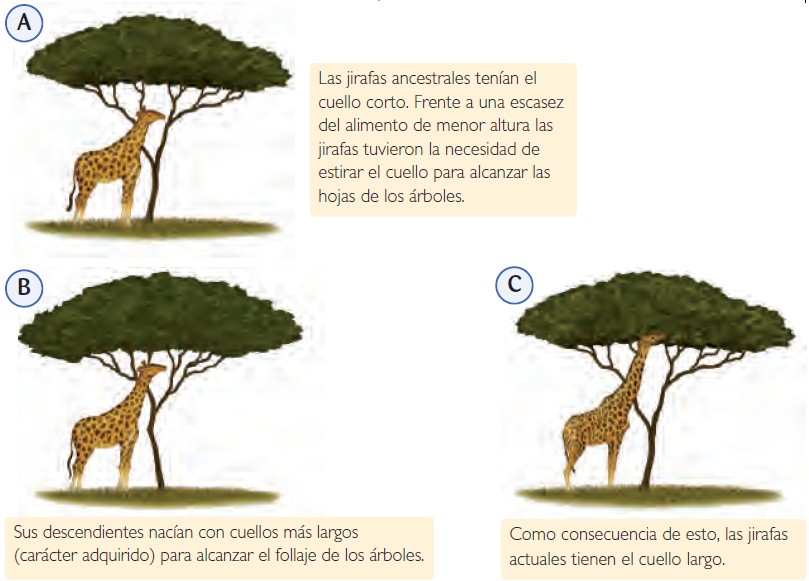 A
Las jirafas ancestrales tenían el
cuello corto. Frente a una escasez
del alimento de menor altura las
jirafas tuvieron la necesidad de
estirar el cuello para alcanzar las
hojas de los árboles.
B
Sus descendientes nacían con cuellos más largos
(carácter adquirido) para alcanzar el follaje de los árboles.
C
Como consecuencia de esto, las jirafas
actuales tienen el cuello largo.